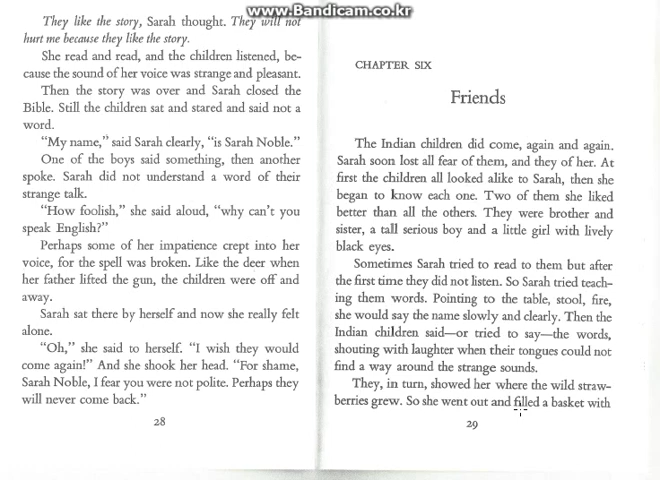 www.Bandicam.co.kr
They like the story, Sarah thought. They will not
hurt me because they like the story.
She read and read, and the children listened, be-
cause the sound of her voice was strange and pleasant.
Then the story was over and Sarah closed the
Bible. Still the children sat and stared and said not a
word.
“My name,” said Sarah clearly, “is Sarah Noble.”
One of the boys said something, then another
spoke. Sarah did not understand a word of their
strange talk.
“How foolish,” she said aloud, “why can’t you
speak English?”
Perhaps some of her impatience crept into her
voice, for the spell was broken. Like the deer when
her father lifted the gun, the children were off and
away.
Sarah sat there by herself and now she really felt
alone.
“Oh,” she said to herself. “I wish they would
come again!” And she shook her head. “For shame,
Sarah Noble, I fear you were not polite. Perhaps they
will never come back.”
28
CHAPTER SIX
Friends
The Indian children did come, again and again.
Sarah soon lost all fear of them, and they of her. At
first the children all looked alike to Sarah, then she
began to know each one. Two of them she liked
better than all the others. They were brother and
sister, a tall serious boy and a little girl with lively
black eyes.
Sometimes Sarah tried to read to them but after
the first time they did not listen. So Sarah tried teach-
ing them words. Pointing to the table, stool, fire,
she would say the name slowly and clearly. Then the
Indian children said—or tried to say—the words,
shouting with laughter when their tongues could not
find a way around the strange sounds.
They, in turn, showed her where the wild straw-
berries grew. So she went out and filled a basket with
29